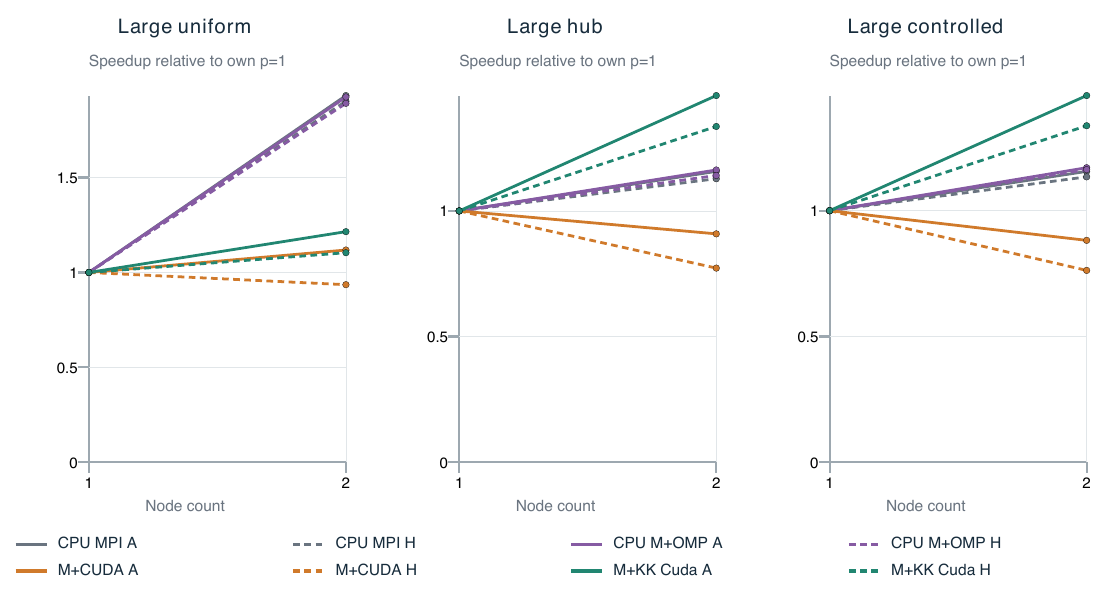 Large uniform
Large hub
Large controlled
Speedup relative to own p=1
Speedup relative to own p=1
Speedup relative to own p=1
1.5
1
0.5
0
1
2
Node count
1
0.5
0
1
2
Node count
1
0.5
0
1
2
Node count
CPU MPI A
CPU MPI H
CPU M+OMP A
CPU M+OMP H
M+CUDA A
M+CUDA H
M+KK Cuda A
M+KK Cuda H